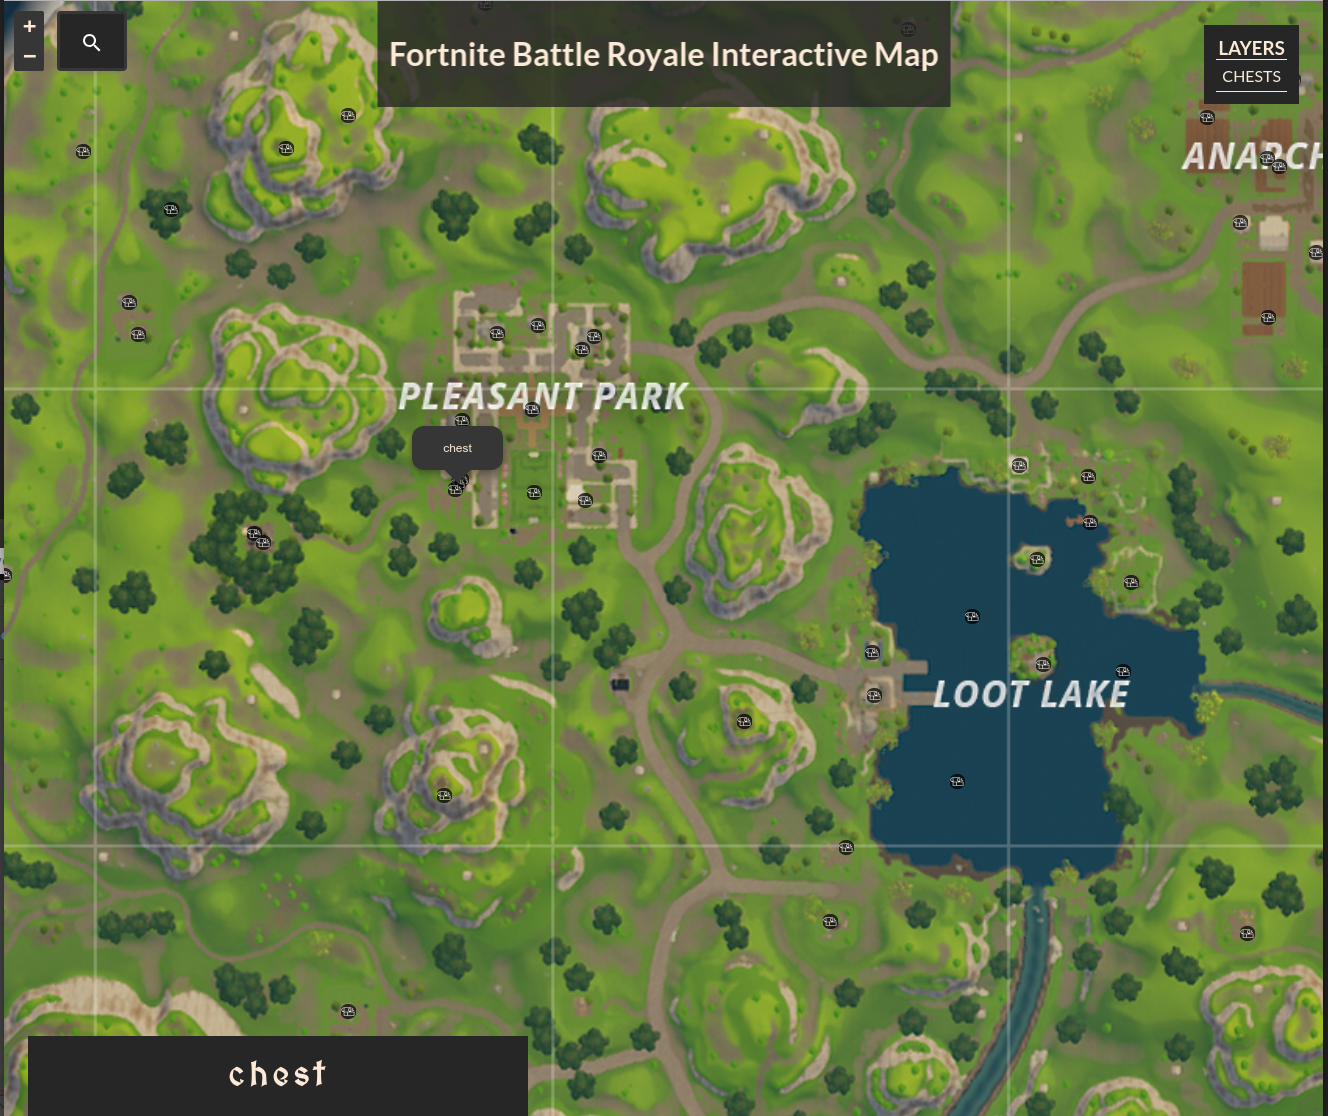 +
−
Fortnite Battle Royale Interactive Map
LAYERS
CHESTS
PLEASANT PARK
chest
LOOT LAKE
chest